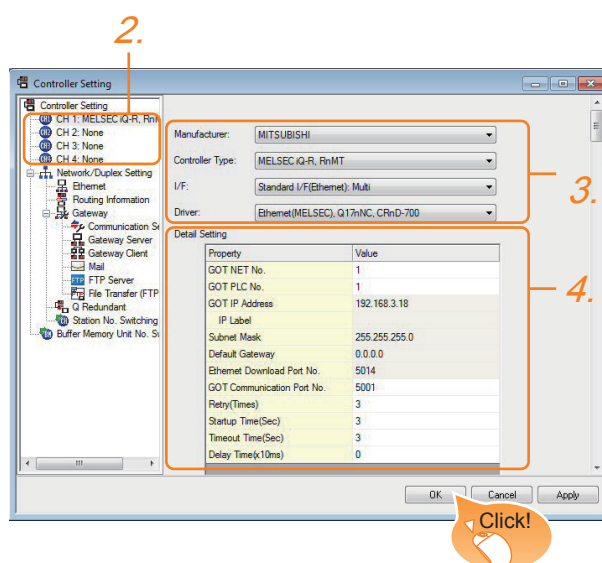 2.
Controller Setting
Controller Setting
CH 1: MELSEC iQ-R, RnM
CH 2: None
CH 3: None
CH 4: None
Network/Duplex Setting
Ethernet
Routing Information
Gateway
Communication Se
Gateway Server
Gateway Client
Mail
FTP
FTP Server
File Transfer (FTP
Q Redundant
Station No. Switching
Buffer Memory Unit No. S
Manufacturer: MITSUBISHI
Controller Type: MELSEC iQ-R, RnMT
I/F: Standard I/F(Ethernet): Multi
Driver: Ethernet(MELSEC), Q17nNC, CRnD-700
3.
Detail Setting
Property Value
GOT NET No. 1
GOT PLC No. 1
GOT IP Address 192.168.3.18
IP Label
Subnet Mask 255.255.255.0
Default Gateway 0.0.0.0
Ethernet Download Port No. 5014
GOT Communication Port No. 5001
Retry(Times) 3
Startup Time(Sec) 3
Timeout Time(Sec) 3
Delay Time(x10ms) 0
4.
OK Cancel Apply
Click!